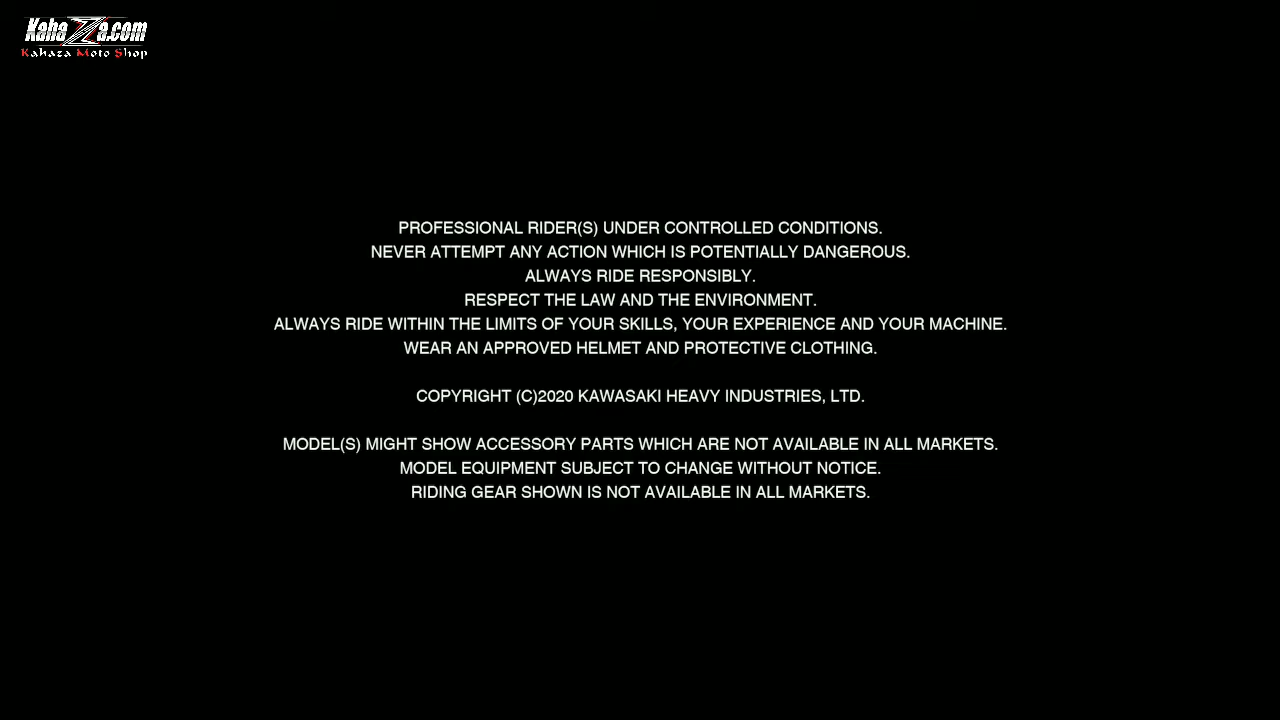 KahaZZa.com
Kahaza Moto Shop
PROFESSIONAL RIDER(S) UNDER CONTROLLED CONDITIONS.
NEVER ATTEMPT ANY ACTION WHICH IS POTENTIALLY DANGEROUS.
ALWAYS RIDE RESPONSIBLY.
RESPECT THE LAW AND THE ENVIRONMENT.
ALWAYS RIDE WITHIN THE LIMITS OF YOUR SKILLS, YOUR EXPERIENCE AND YOUR MACHINE.
WEAR AN APPROVED HELMET AND PROTECTIVE CLOTHING.
COPYRIGHT (C)2020 KAWASAKI HEAVY INDUSTRIES, LTD.
MODEL(S) MIGHT SHOW ACCESSORY PARTS WHICH ARE NOT AVAILABLE IN ALL MARKETS.
MODEL EQUIPMENT SUBJECT TO CHANGE WITHOUT NOTICE.
RIDING GEAR SHOWN IS NOT AVAILABLE IN ALL MARKETS.